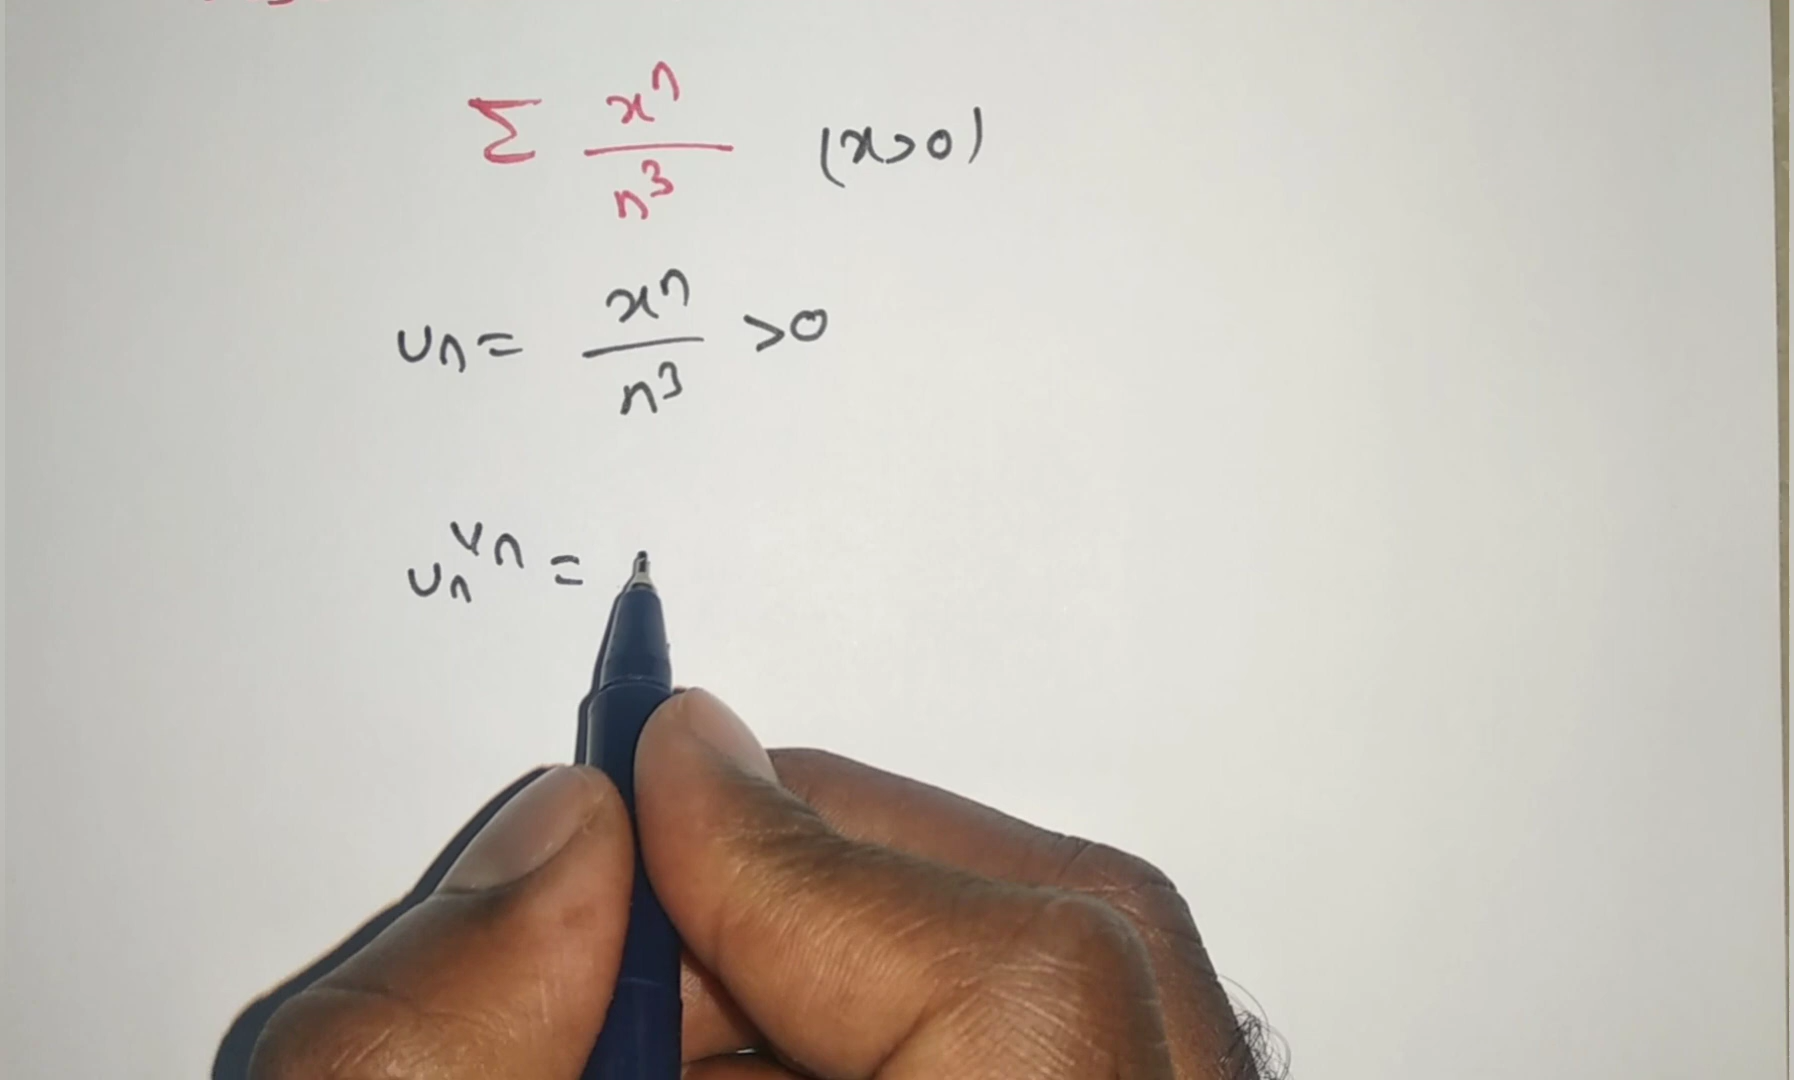 ∑ xⁿ/n³ (x>0)
uₙ = xⁿ/n³ >0
uₙ^(1/n) =